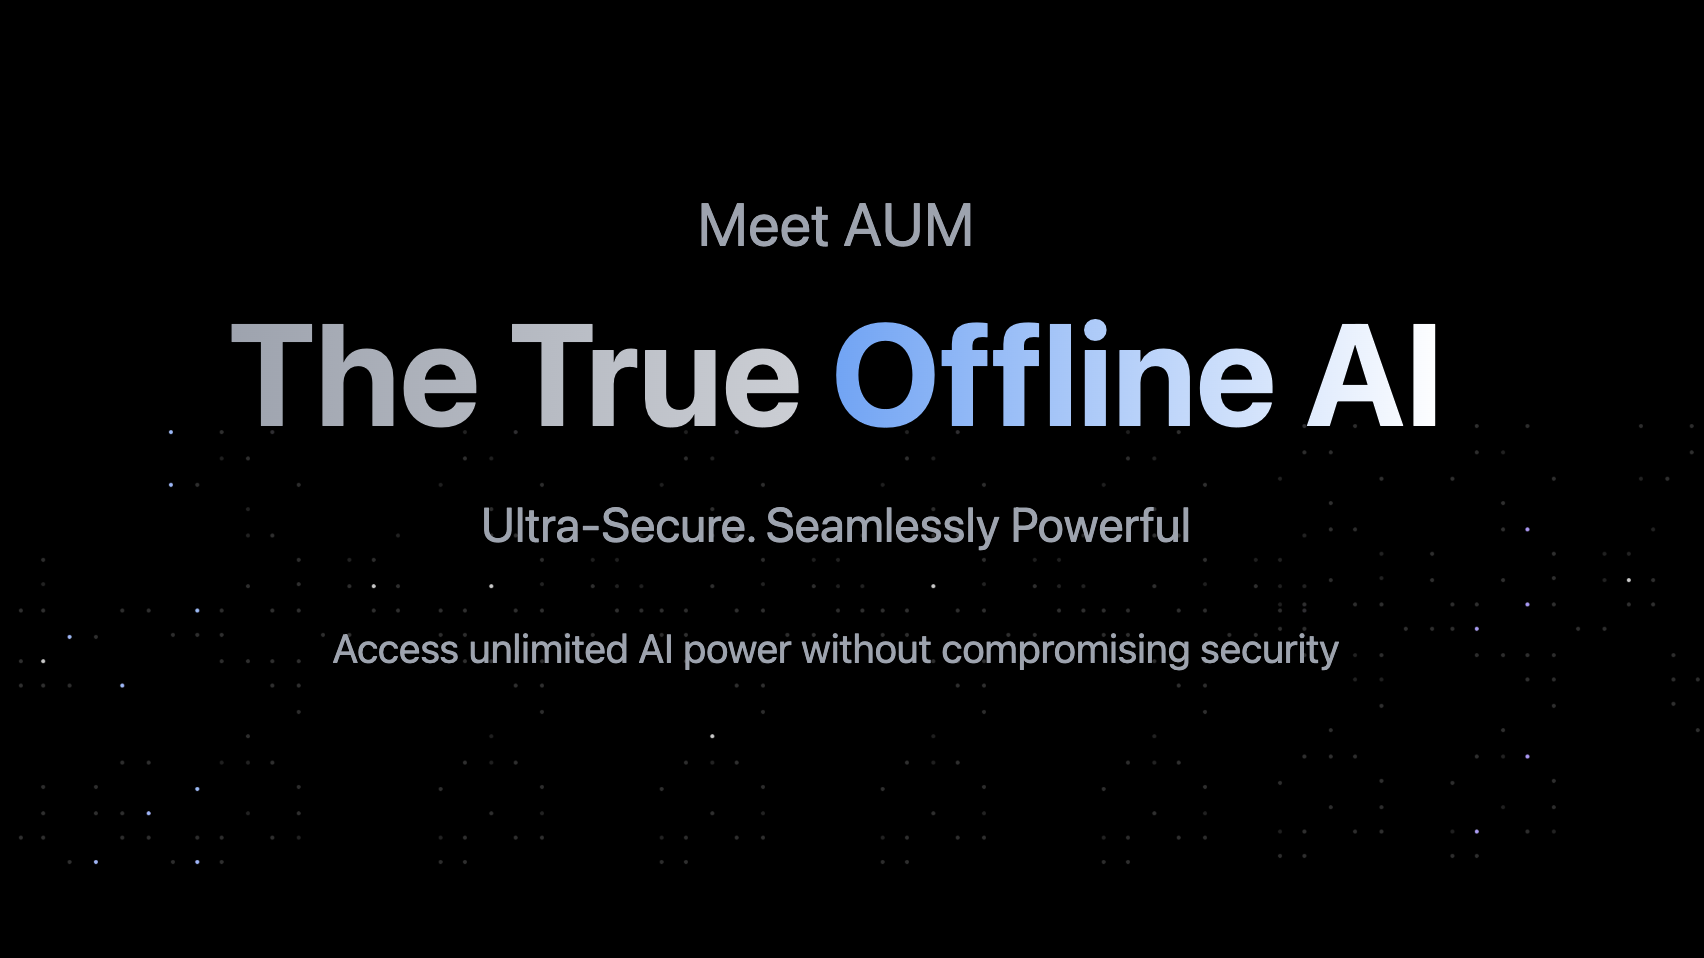 Meet AUM
The True Offline AI
Ultra-Secure. Seamlessly Powerful
Access unlimited AI power without compromising security